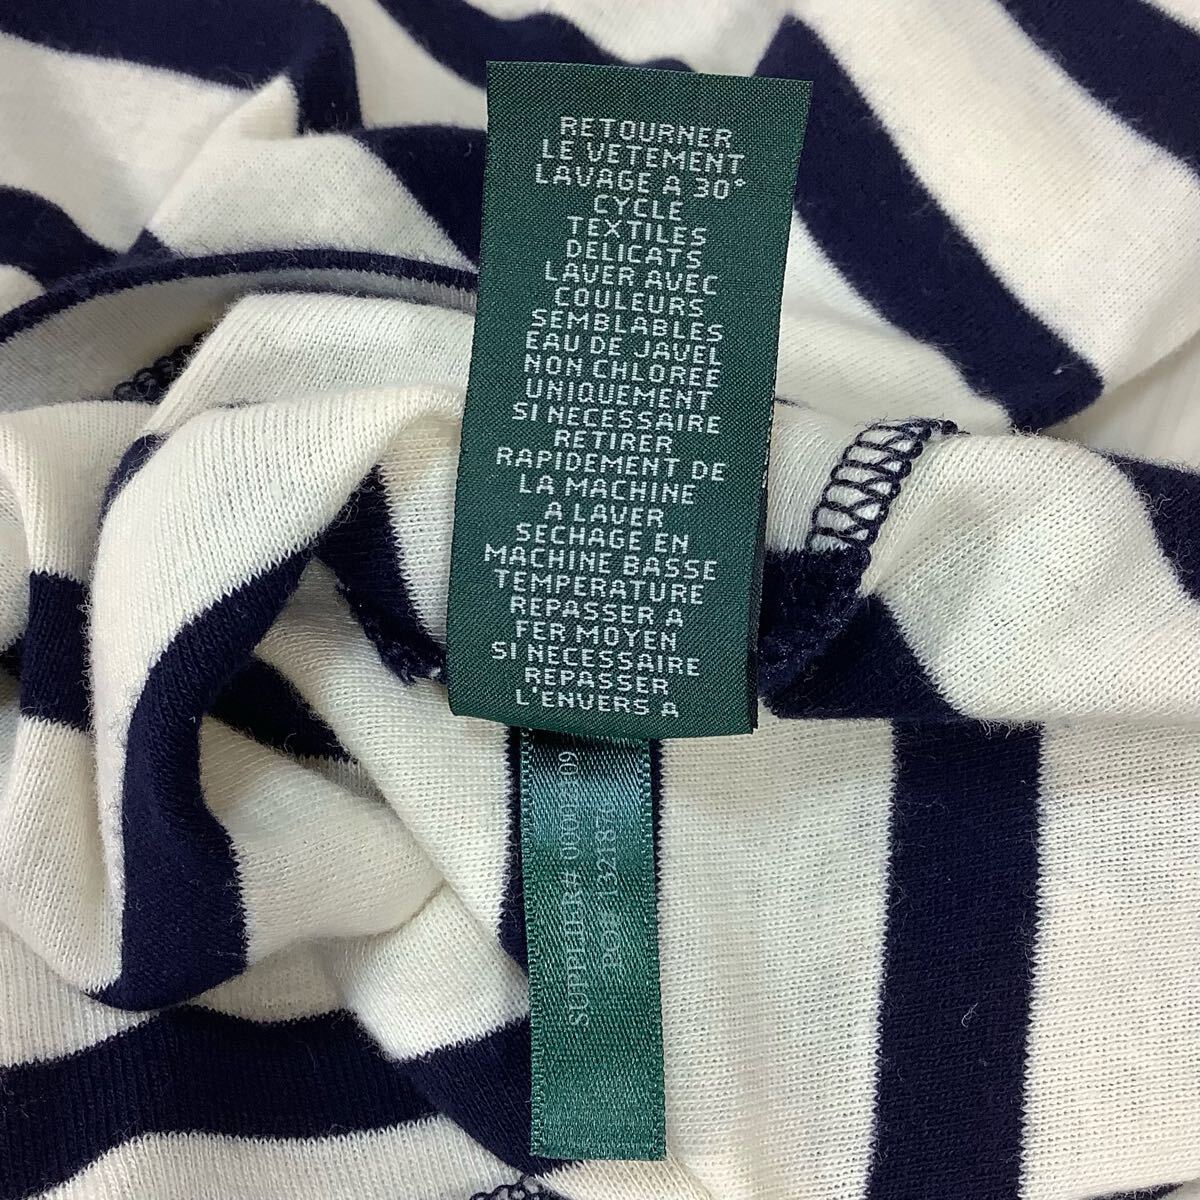 RETOURNER
LE VETEMENT
LAVAGE A 30°
CYCLE
TEXTILES
DELICATS
LAVER AVEC
COULEURS
SEMBLABLES
EAU DE JAVEL
NON CHLOREE
UNIQUEMENT
SI NECESSAIRE
RETIRER
RAPIDEMENT DE
LA MACHINE
A LAVER
SECHAGE EN
MACHINE BASSE
TEMPERATURE
REPASSER A
FER MOYEN
SI NECESSAIRE
REPASSER
L'ENVERS A
SUPPLIER#
PO#